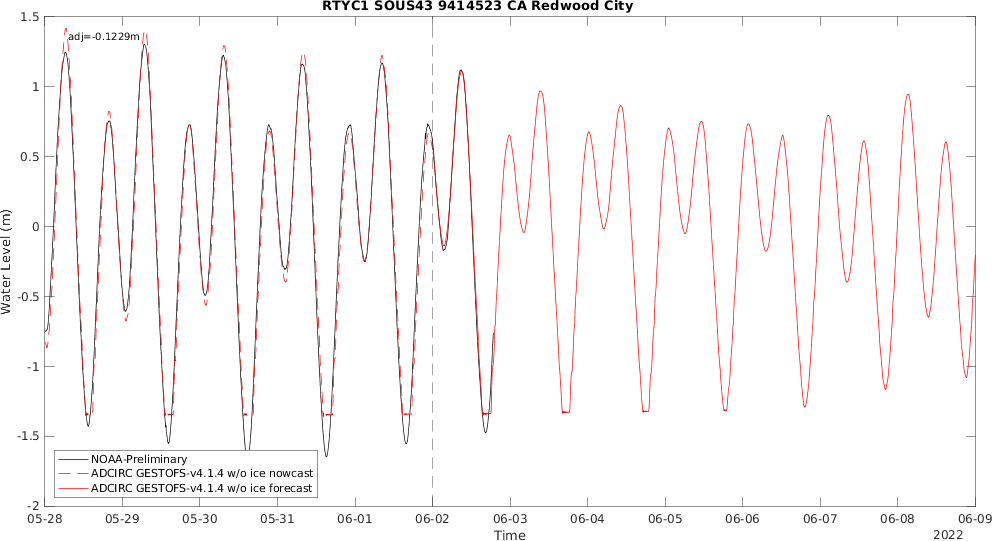 RTYC1 SOUS43 9414523 CA Redwood City
adj=-0.1229m
1.5
1
0.5
0
-0.5
-1
-1.5
-2
Water Level (m)
NOAA-Preliminary
ADCIRC GESTOFS-v4.1.4 w/o ice nowcast
ADCIRC GESTOFS-v4.1.4 w/o ice forecast
05-28 05-29 05-30 05-31 06-01 06-02 06-03 06-04 06-05 06-06 06-07 06-08 06-09
Time
2022